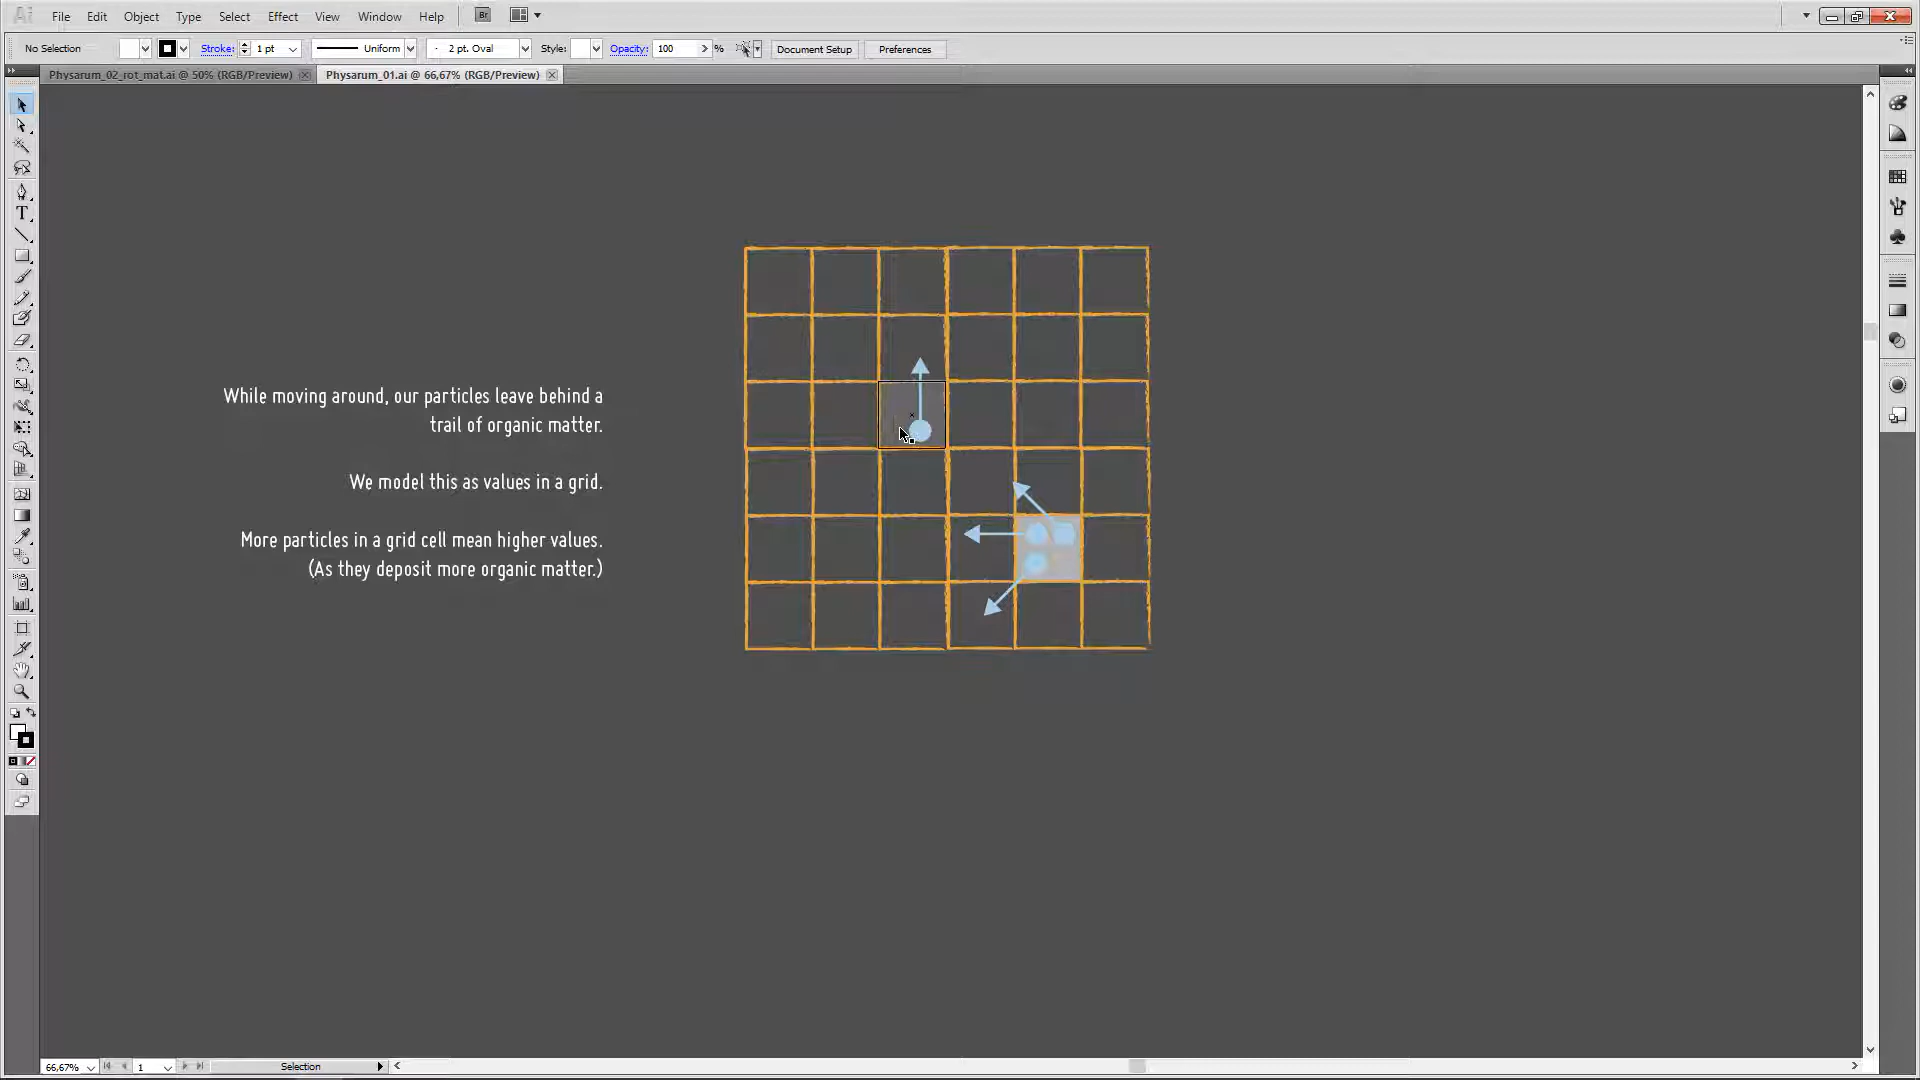 Ai File Edit Object Type Select Effect View Window Help Br
No Selection Stroke: 1 pt Uniform 2 pt. Oval Style: Opacity: 100 % Document Setup Preferences
Physarum_02_rot_mat.ai @ 50% (RGB/Preview) Physarum_01.ai @ 66,67% (RGB/Preview)
While moving around, our particles leave behind a
trail of organic matter.
We model this as values in a grid.
More particles in a grid cell mean higher values.
(As they deposit more organic matter.)
66,67% 1 Selection